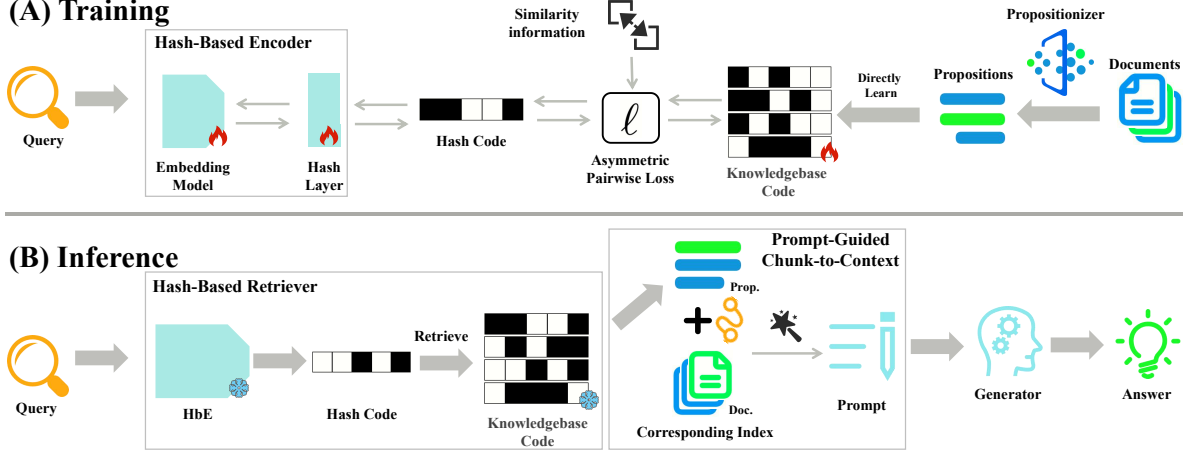 (A) Training
Similarity
information
Propositionizer
Hash-Based Encoder
Propositions
Documents
Directly
Learn
ℓ
Query
Hash Code
Embedding
Model
Hash
Layer
Asymmetric
Pairwise Loss
Knowledgebase
Code
(B) Inference
Prompt-Guided
Chunk-to-Context
Hash-Based Retriever
Prop.
Retrieve
Query
HbE
Hash Code
Knowledgebase
Code
Doc.
Corresponding Index
Prompt
Generator
Answer